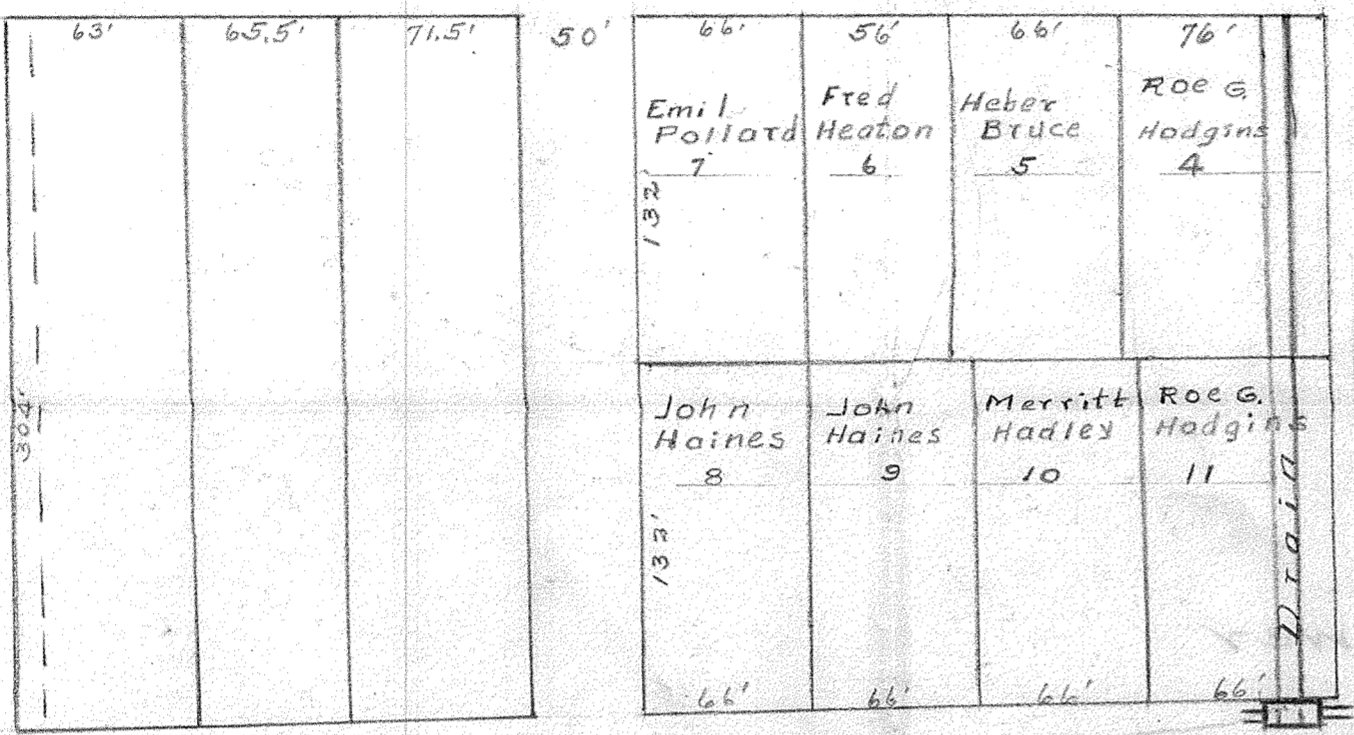 63' 65.5' 71.5' 50' 66' 56' 66' 76'
Emil
Pollard
7
Fred
Heaton
6
Heber
Bruce
5
Roe G.
Hodgins
4
132
304'
John
Haines
8
John
Haines
9
Merritt
Hadley
10
Roe G.
Hodgins
11
133'
Drain
66' 66' 66' 66'